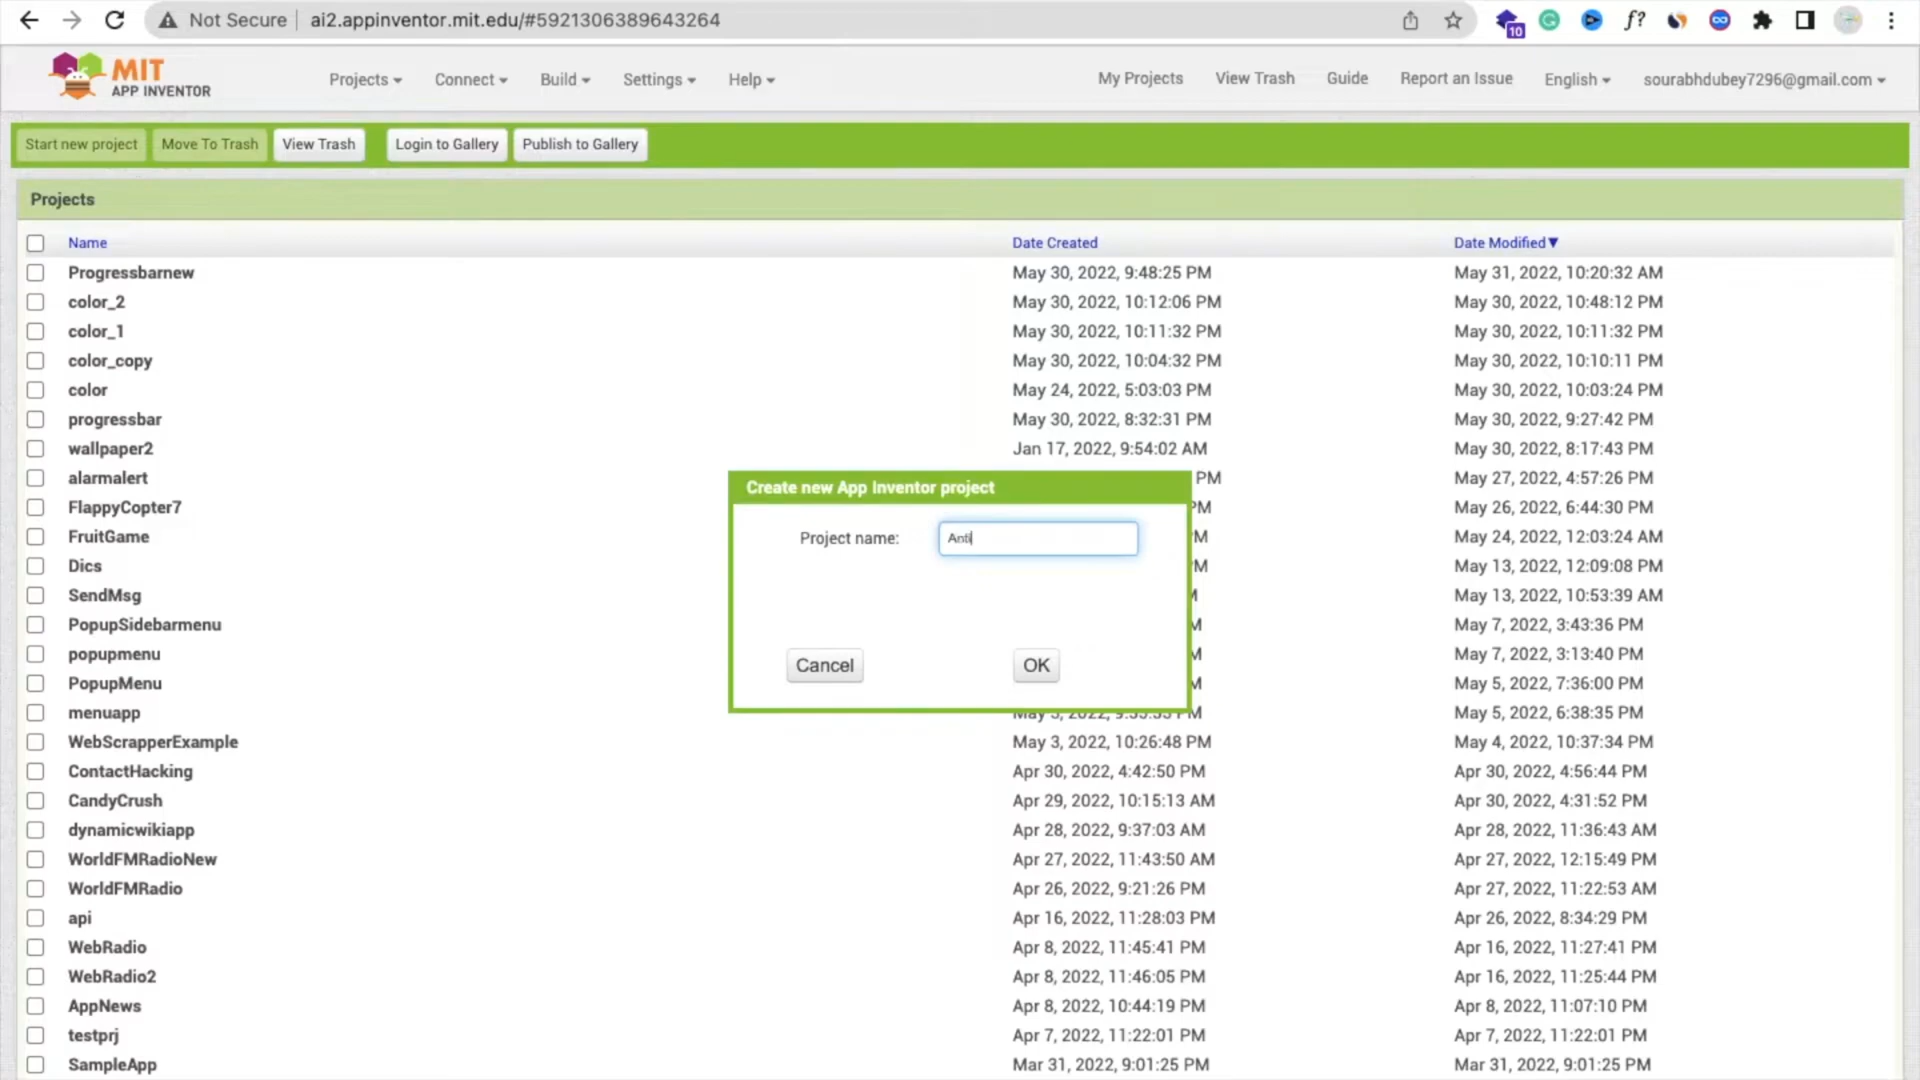 Not Secure ai2.appinventor.mit.edu/#5921306389643264
f?
10
MIT
APP INVENTOR
Projects Connect Build Settings Help My Projects View Trash Guide Report an Issue English sourabhdubey7296@gmail.com
Start new project Move To Trash View Trash Login to Gallery Publish to Gallery
Projects
Name Date Created Date Modified
Progressbarnew May 30, 2022, 9:48:25 PM May 31, 2022, 10:20:32 AM
color_2 May 30, 2022, 10:12:06 PM May 30, 2022, 10:48:12 PM
color_1 May 30, 2022, 10:11:32 PM May 30, 2022, 10:11:32 PM
color_copy May 30, 2022, 10:04:32 PM May 30, 2022, 10:10:11 PM
color May 24, 2022, 5:03:03 PM May 30, 2022, 10:03:24 PM
progressbar May 30, 2022, 8:32:31 PM May 30, 2022, 9:27:42 PM
wallpaper2 Jan 17, 2022, 9:54:02 AM May 30, 2022, 8:17:43 PM
alarmalert PM May 27, 2022, 4:57:26 PM
Create new App Inventor project
FlappyCopter7 PM May 26, 2022, 6:44:30 PM
FruitGame M May 24, 2022, 12:03:24 AM
Project name: Anti
Dics M May 13, 2022, 12:09:08 PM
SendMsg May 13, 2022, 10:53:39 AM
PopupSidebarmenu May 7, 2022, 3:43:36 PM
popupmenu May 7, 2022, 3:13:40 PM
Cancel OK
PopupMenu May 5, 2022, 7:36:00 PM
menuapp May 5, 2022, 6:38:35 PM
WebScrapperExample May 3, 2022, 10:26:48 PM May 4, 2022, 10:37:34 PM
ContactHacking Apr 30, 2022, 4:42:50 PM Apr 30, 2022, 4:56:44 PM
CandyCrush Apr 29, 2022, 10:15:13 AM Apr 30, 2022, 4:31:52 PM
dynamicwikiapp Apr 28, 2022, 9:37:03 AM Apr 28, 2022, 11:36:43 AM
WorldFMRadioNew Apr 27, 2022, 11:43:50 AM Apr 27, 2022, 12:15:49 PM
WorldFMRadio Apr 26, 2022, 9:21:26 PM Apr 27, 2022, 11:22:53 AM
api Apr 16, 2022, 11:28:03 PM Apr 26, 2022, 8:34:29 PM
WebRadio Apr 8, 2022, 11:45:41 PM Apr 16, 2022, 11:27:41 PM
WebRadio2 Apr 8, 2022, 11:46:05 PM Apr 16, 2022, 11:25:44 PM
AppNews Apr 8, 2022, 10:44:19 PM Apr 8, 2022, 11:07:10 PM
testprj Apr 7, 2022, 11:22:01 PM Apr 7, 2022, 11:22:01 PM
SampleApp Mar 31, 2022, 9:01:25 PM Mar 31, 2022, 9:01:25 PM